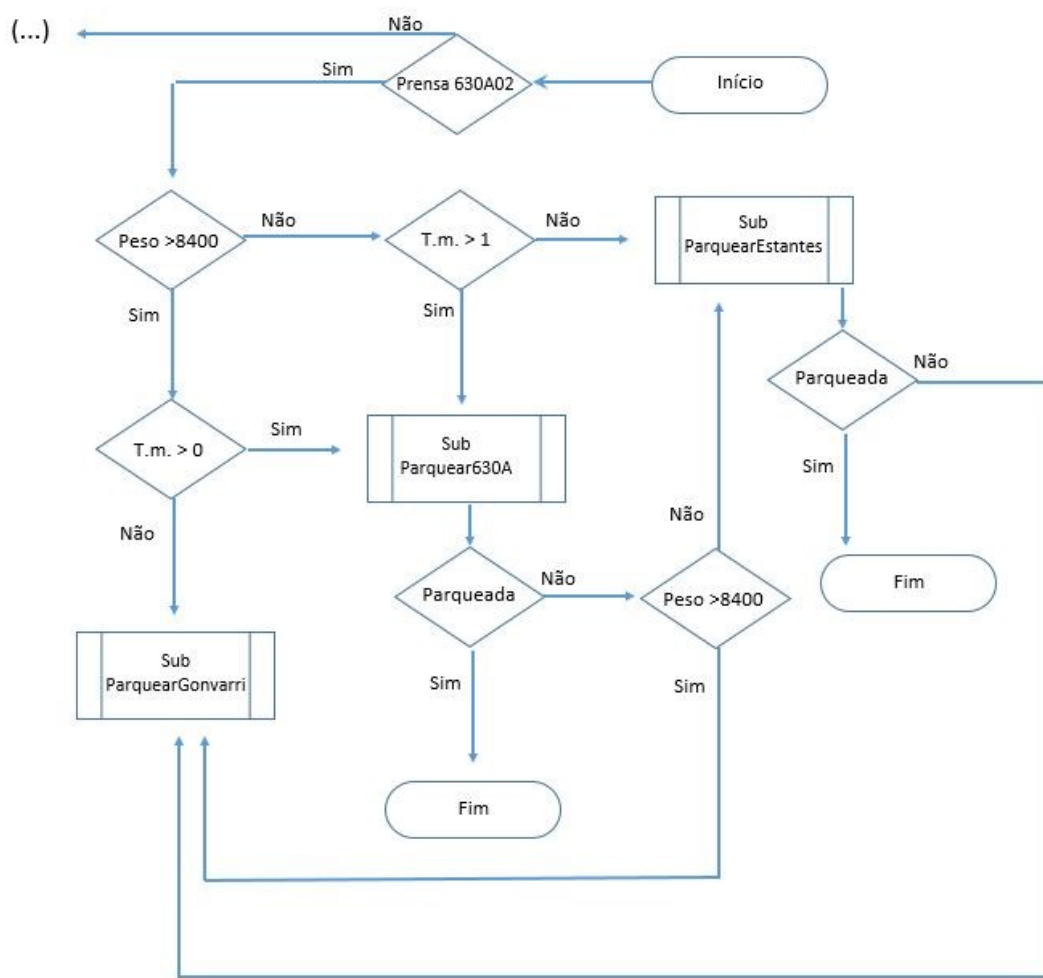 (...)
Não
Sim
Prensa 630A02
Início
Peso >8400
Não
T.m. > 1
Não
Sub
ParquearEstantes
Sim
Sim
Parqueada
Não
T.m. > 0
Sim
Sub
Parquear630A
Sim
Não
Não
Parqueada
Não
Peso >8400
Fim
Sub
ParquearGonvarri
Sim
Sim
Fim